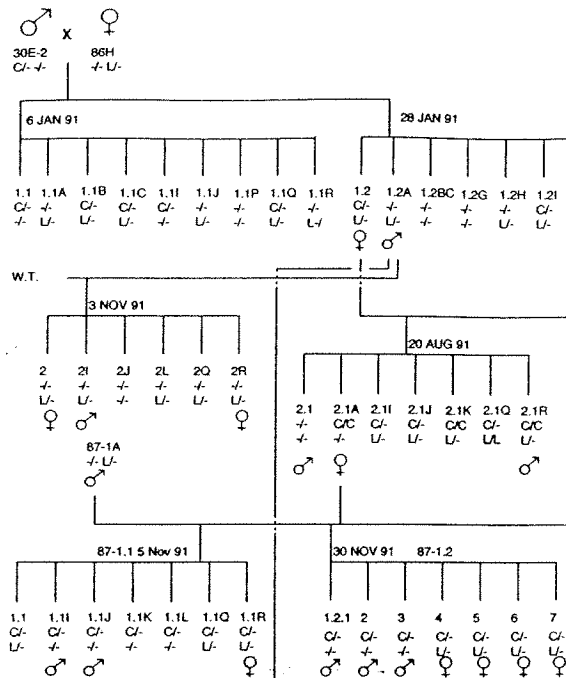 X
30E-2 86H
C/- -/- -/- L/-
6 JAN 91 28 JAN 91
1.1 1.1A 1.1B 1.1C 1.1I 1.1J 1.1P 1.1Q 1.1R 1.2 1.2A 1.2BC 1.2G 1.2H 1.2I
C/- -/- C/- C/- C/- -/- -/- C/- -/- C/- -/- -/- -/- -/- C/-
-/- L/- L/- L/- -/- L/- -/- L/- L-/ L/- L/- -/- -/- L/- L/-
W.T.
3 NOV 91
20 AUG 91
2 2I 2J 2L 2Q 2R
-/- -/- -/- -/- -/- -/-
L/- L/- -/- L/- L/- L/-
2.1 2.1A 2.1I 2.1J 2.1K 2.1Q 2.1R
-/- C/C C/- C/- C/C C/- C/C
-/- -/- L/- L/- L/- L/L L/-
87-1A
-/- L/-
87-1.1 5 Nov 91 30 NOV 91 87-1.2
1.1 1.1I 1.1J 1.1K 1.1L 1.1Q 1.1R 1.2.1 2 3 4 5 6 7
C/- C/- C/- C/- C/- C/- C/- C/- C/- C/- C/- C/- C/- C/-
L/- -/- -/- -/- -/- L/- L/- -/- -/- -/- L/- L/- L/- L/-